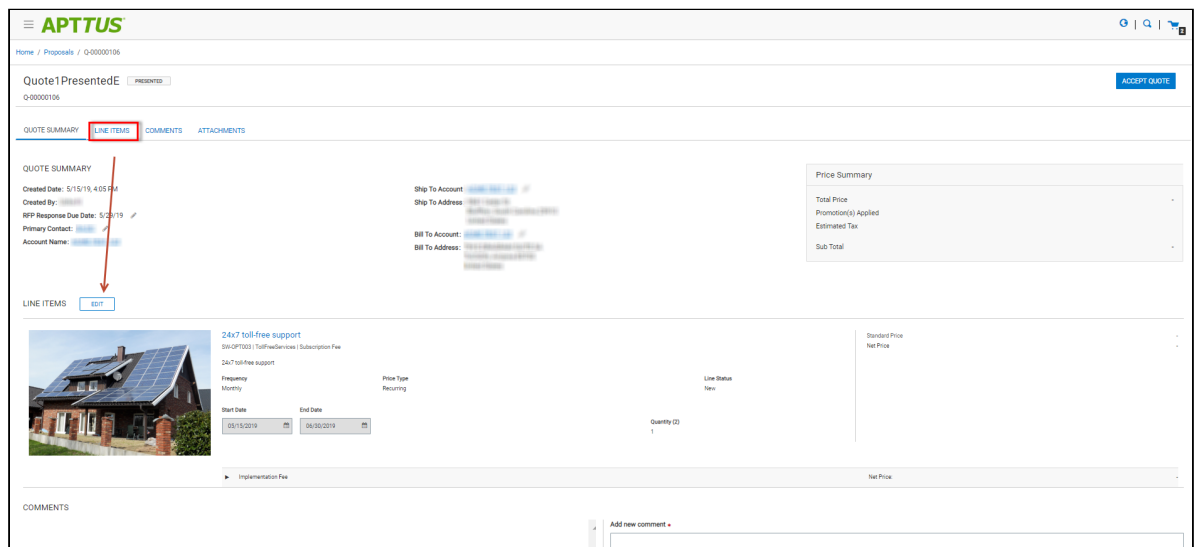 APTTUS
2
Home / Proposals / Q-00000106
Quote1PresentedE PRESENTED
ACCEPT QUOTE
Q-00000106
QUOTE SUMMARY LINE ITEMS COMMENTS ATTACHMENTS
QUOTE SUMMARY
Created Date: 5/15/19, 4:05 PM
Created By:
RFP Response Due Date: 5/29/19
Primary Contact:
Account Name:
Ship To Account
Ship To Address
Bill To Account:
Bill To Address:
Price Summary
Total Price -
Promotion(s) Applied
Estimated Tax
Sub Total -
LINE ITEMS EDIT
24x7 toll-free support
SW-OPT003 | TollFreeServices | Subscription Fee
24x7 toll-free support
Frequency Price Type Line Status
Monthly Recurring New
Start Date End Date
05/15/2019 06/30/2019
Quantity (2)
1
Standard Price -
Net Price -
Implementation Fee Net Price: -
COMMENTS
Add new comment *